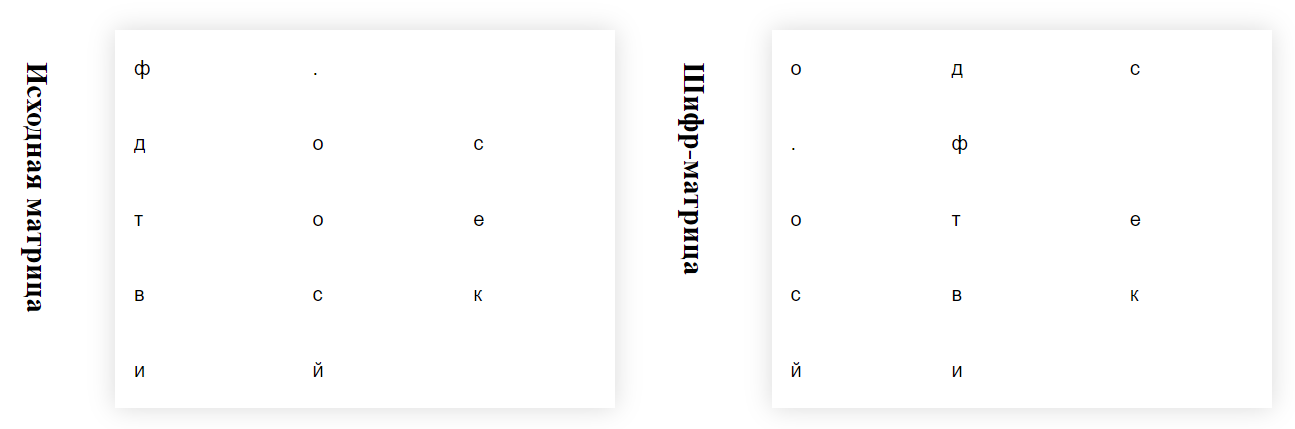 Исходная матрица
ф .
д о с
т о е
в с к
и й
Шифр-матрица
о д с
. ф
о т е
с в к
й и